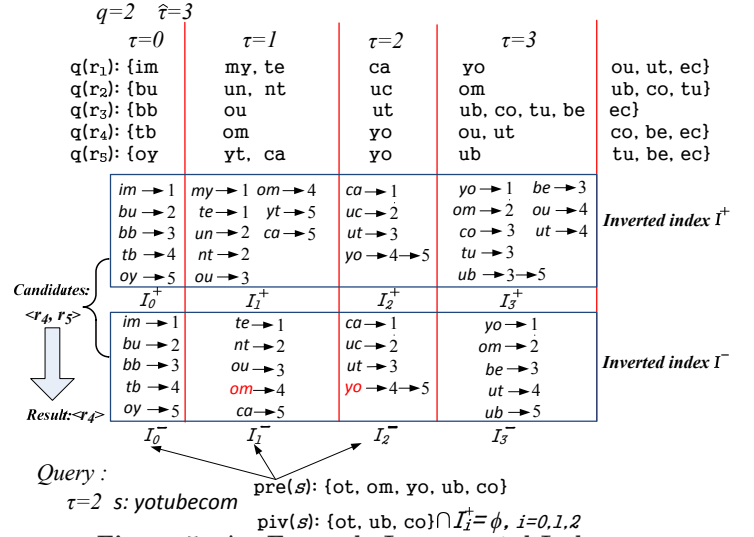 q=2 τ̂=3
τ=0 τ=1 τ=2 τ=3
q(r₁): {im my, te ca yo ou, ut, ec}
q(r₂): {bu un, nt uc om ub, co, tu}
q(r₃): {bb ou ut ub, co, tu, be ec}
q(r₄): {tb om yo ou, ut co, be, ec}
q(r₅): {oy yt, ca yo ub tu, be, ec}
im → 1 my → 1 om → 4 ca → 1 yo → 1 be → 3
bu → 2 te → 1 yt → 5 uc → 2 om → 2 ou → 4
bb → 3 un → 2 ca → 5 ut → 3 co → 3 ut → 4
tb → 4 nt → 2 yo → 4 → 5 tu → 3
oy → 5 ou → 3 ub → 3 → 5
Inverted index I⁺
I₀⁺ I₁⁺ I₂⁺ I₃⁺
Candidates:
<r₄, r₅>
im → 1 te → 1 ca → 1 yo → 1
bu → 2 nt → 2 uc → 2 om → 2
bb → 3 ou → 3 ut → 3 be → 3
tb → 4 om → 4 yo → 4 → 5 ut → 4
oy → 5 ca → 5 ub → 5
Inverted index I⁻
Result:<r₄>
I₀⁻ I₁⁻ I₂⁻ I₃⁻
Query :
τ=2 s: yotubecom
pre(s): {ot, om, yo, ub, co}
piv(s): {ot, ub, co}∩Iᵢ⁺=ϕ, i=0,1,2